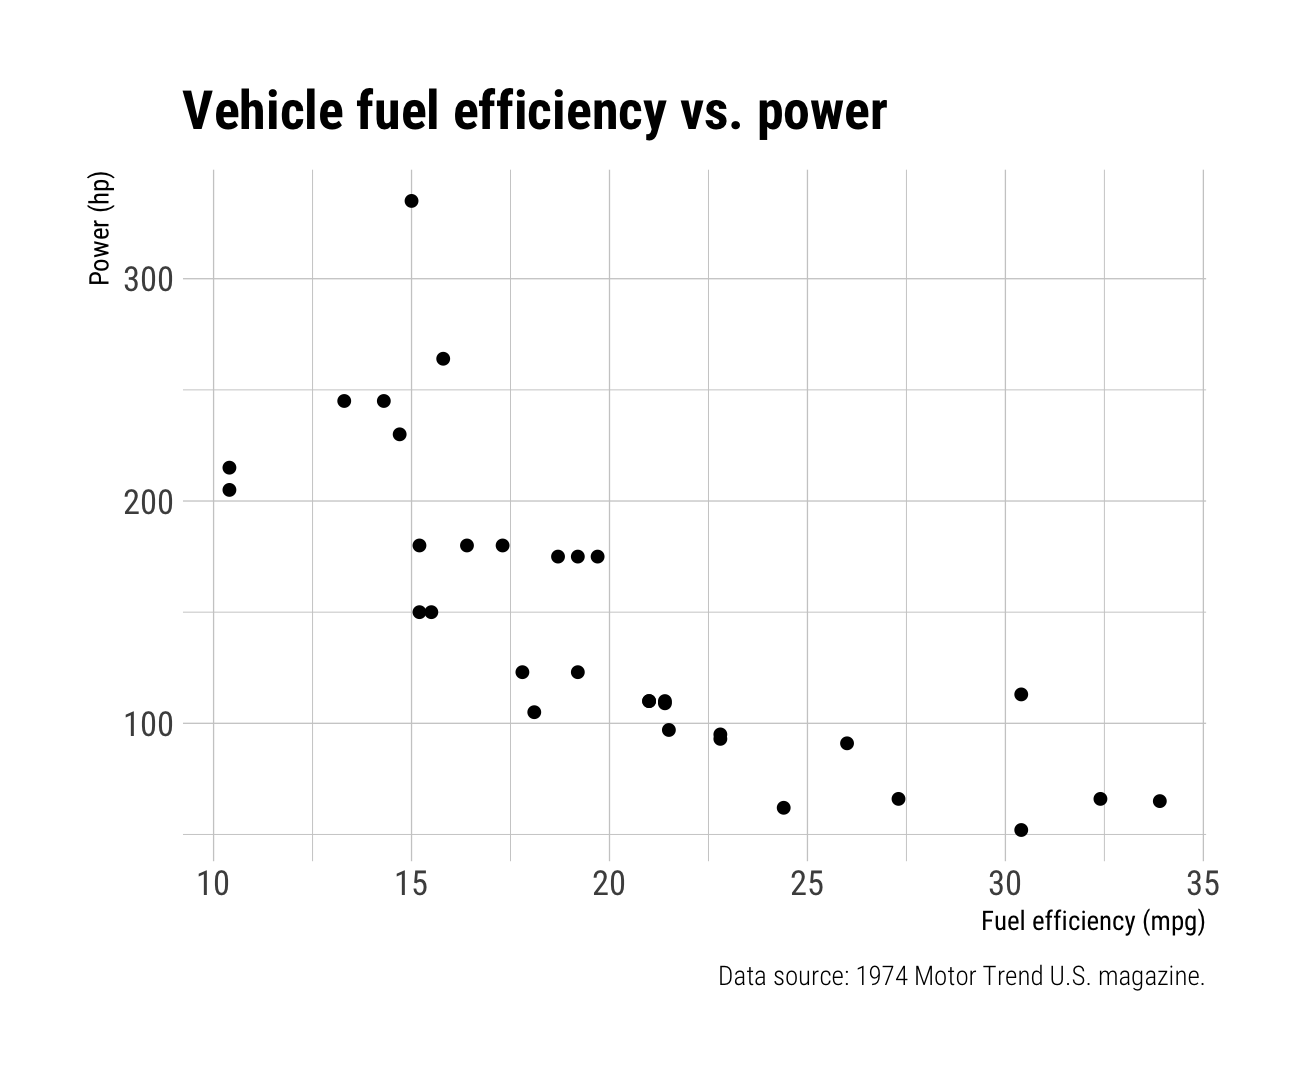 Vehicle fuel efficiency vs. power
Power (hp)
300
200
100
10 15 20 25 30 35
Fuel efficiency (mpg)
Data source: 1974 Motor Trend U.S. magazine.